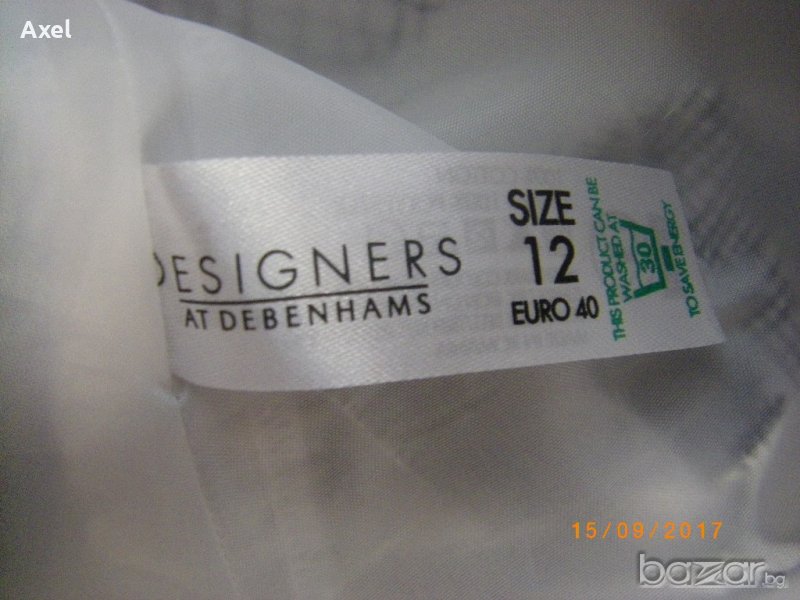 Axel
DESIGNERS
AT DEBENHAMS
SIZE
12
EURO 40
THIS PRODUCT CAN BE
WASHED AT
30
TO SAVE ENERGY
15/09/2017
bazar.bg